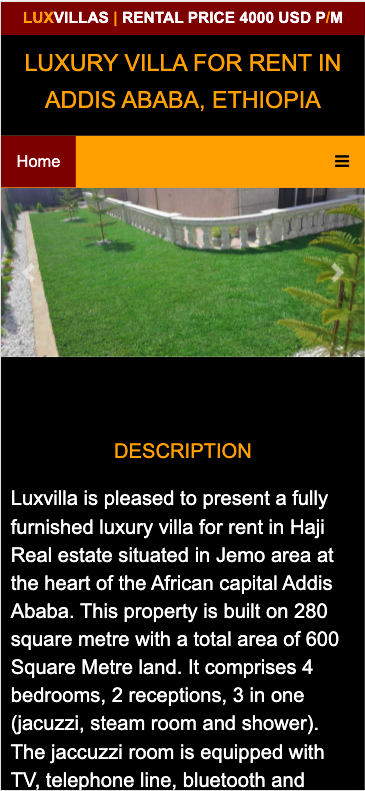 LUXVILLAS | RENTAL PRICE 4000 USD P/M
LUXURY VILLA FOR RENT IN
ADDIS ABABA, ETHIOPIA
Home
DESCRIPTION
Luxvilla is pleased to present a fully
furnished luxury villa for rent in Haji
Real estate situated in Jemo area at
the heart of the African capital Addis
Ababa. This property is built on 280
square metre with a total area of 600
Square Metre land. It comprises 4
bedrooms, 2 receptions, 3 in one
(jacuzzi, steam room and shower).
The jaccuzzi room is equipped with
TV, telephone line, bluetooth and